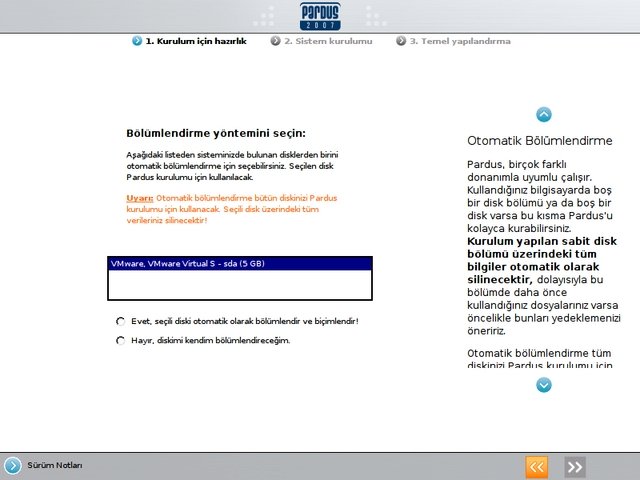 PARDUS
2007
1. Kurulum için hazırlık
2. Sistem kurulumu
3. Temel yapılandırma
Bölümlendirme yöntemini seçin:
Aşağıdaki listeden sisteminizde bulunan disklerden birini
otomatik bölümlendirme için seçebilirsiniz. Seçilen disk
Pardus kurulumu için kullanılacak.
Uyarı: Otomatik bölümlendirme bütün diskinizi Pardus
kurulumu için kullanacak. Seçili disk üzerindeki tüm
verileriniz silinecektir!
VMware, VMware Virtual S - sda (5 GB)
Evet, seçili diski otomatik olarak bölümlendir ve biçimlendir!
Hayır, diskimi kendim bölümlendireceğim.
Otomatik Bölümlendirme
Pardus, birçok farklı
donanımla uyumlu çalışır.
Kullandığınız bilgisayarda boş
bir disk bölümü ya da boş bir
disk varsa bu kısma Pardus'u
kolayca kurabilirsiniz.
Kurulum yapılan sabit disk
bölümü üzerindeki tüm
bilgiler otomatik olarak
silinecektir, dolayısıyla bu
bölümde daha önce
kullandığınız dosyalarınız varsa
öncelikle bunları yedeklemenizi
öneririz.
Otomatik bölümlendirme tüm
diskinizi Pardus kurulumu için
Sürüm Notları